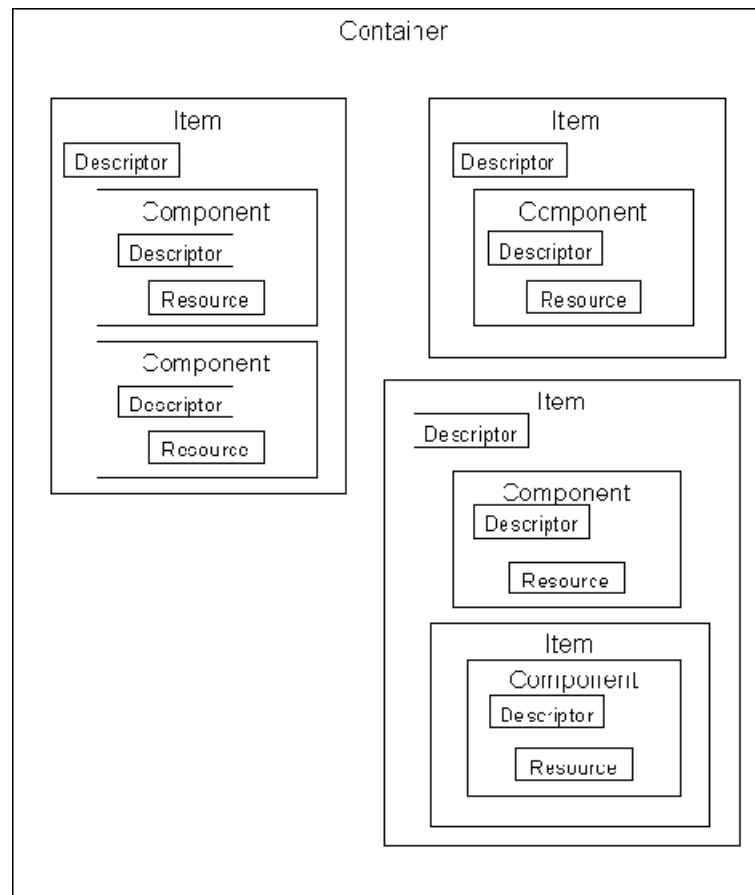 Container
Item
Descriptor
Component
Descriptor
Resource
Component
Descriptor
Resource
Item
Descriptor
Component
Descriptor
Resource
Item
Descriptor
Component
Descriptor
Resource
Item
Component
Descriptor
Resource